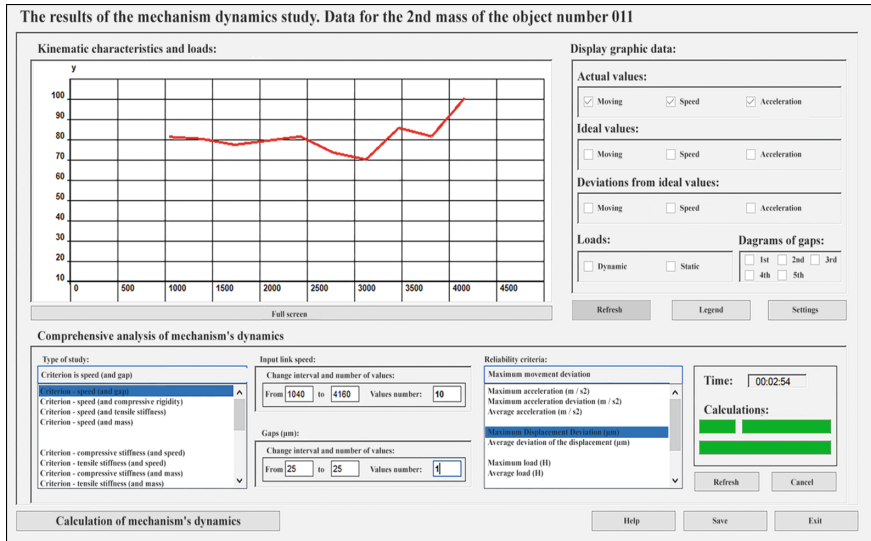 The results of the mechanism dynamics study. Data for the 2nd mass of the object number 011
Kinematic characteristics and loads:
y
100
90
80
70
60
50
40
30
20
10
0 500 1000 1500 2000 2500 3000 3500 4000 4500
Full screen
Display graphic data:
Actual values:
Moving Speed Acceleration
Ideal values:
Moving Speed Acceleration
Deviations from ideal values:
Moving Speed Acceleration
Loads:
Dynamic Static
Dagrams of gaps:
1st 2nd 3rd
4th 5th
Refresh Legend Settings
Comprehensive analysis of mechanism's dynamics
Type of study:
Criterion is speed (and gap)
Criterion - speed (and gap)
Criterion - speed (and compressive rigidity)
Criterion - speed (and tensile stiffness)
Criterion - speed (and mass)
Criterion - compressive stiffness (and speed)
Criterion - tensile stiffness (and speed)
Criterion - compressive stiffness (and mass)
Criterion - tensile stiffness (and mass)
Input link speed:
Change interval and number of values:
From 1040 to 4160 Values number: 10
Gaps (μm):
Change interval and number of values:
From 25 to 25 Values number: 1
Reliability criteria:
Maximum movement deviation
Maximum acceleration (m / s2)
Maximum acceleration deviation (m / s2)
Average acceleration (m / s2)
Maximum Displacement Deviation (μm)
Average deviation of the displacement (μm)
Maximum load (H)
Average load (H)
Time: 00:02:54
Calculations:
Refresh Cancel
Calculation of mechanism's dynamics
Help Save Exit